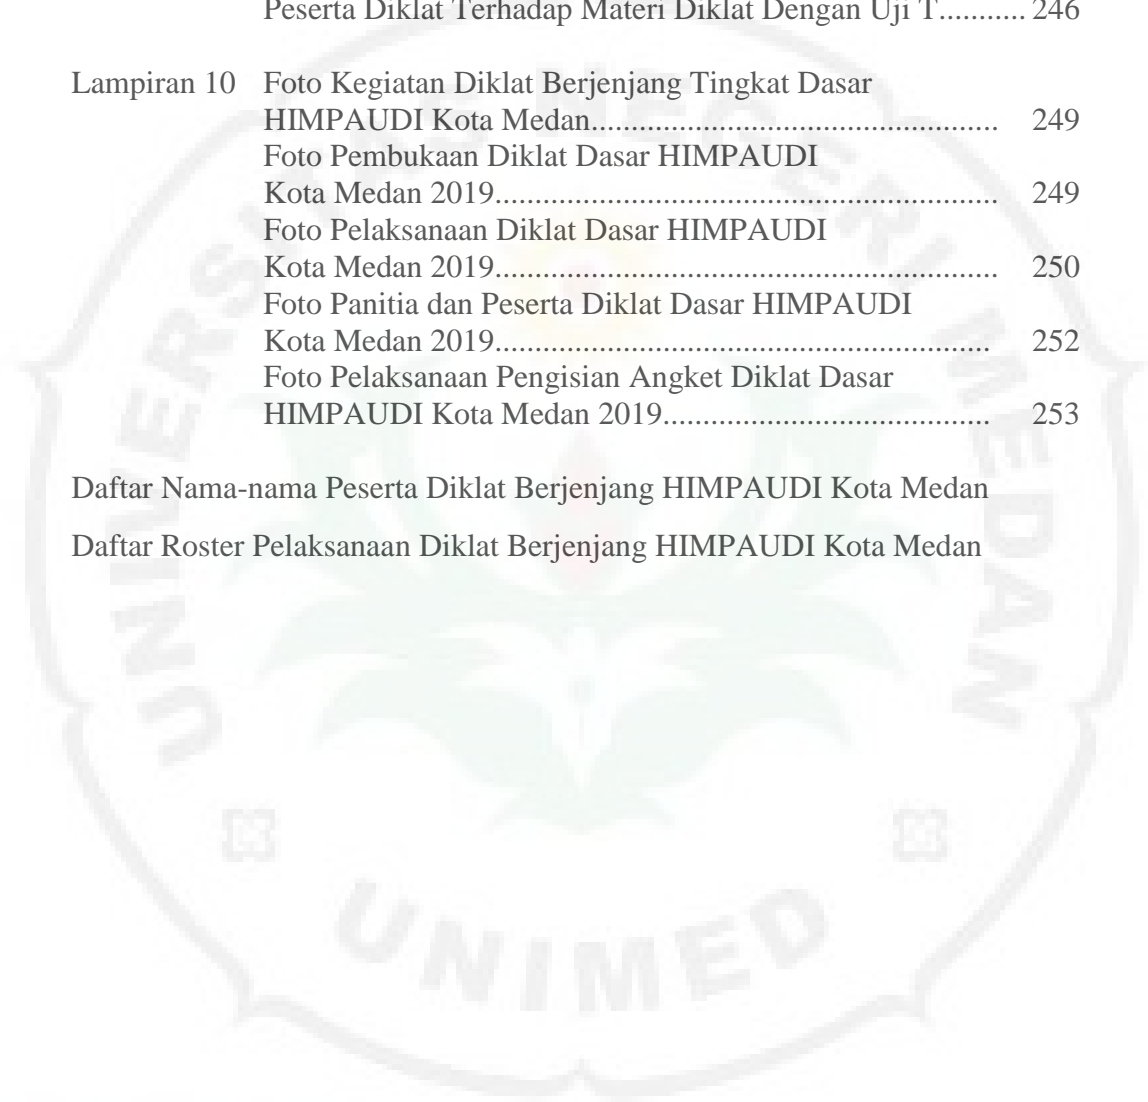 Peserta Diklat Terhadap Materi Diklat Dengan Uji T........... 246
Lampiran 10 Foto Kegiatan Diklat Berjenjang Tingkat Dasar
HIMPAUDI Kota Medan................................................... 249
Foto Pembukaan Diklat Dasar HIMPAUDI
Kota Medan 2019............................................................... 249
Foto Pelaksanaan Diklat Dasar HIMPAUDI
Kota Medan 2019............................................................... 250
Foto Panitia dan Peserta Diklat Dasar HIMPAUDI
Kota Medan 2019.............................................................. 252
Foto Pelaksanaan Pengisian Angket Diklat Dasar
HIMPAUDI Kota Medan 2019......................................... 253
Daftar Nama-nama Peserta Diklat Berjenjang HIMPAUDI Kota Medan
Daftar Roster Pelaksanaan Diklat Berjenjang HIMPAUDI Kota Medan
UNIVERSITAS NEGERI MEDAN
UNIMED